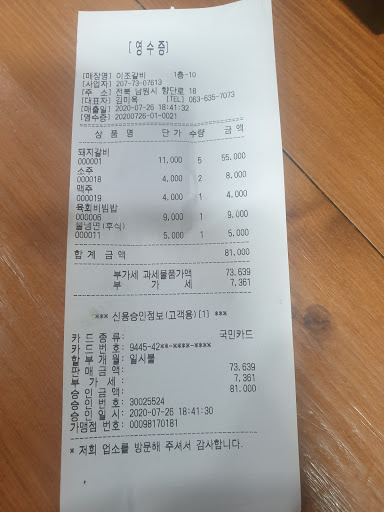 [영수증]
[매장명] 이조갈비 1층-10
[사업자] 207-73-07613
[주 소] 전북 남원시 향단로 18
[대표자] 김미옥 [TEL] 063-635-7073
[매출일] 2020-07-26 18:41:32
[영수증] 20200726-01-0021
상 품 명 단 가 수량 금 액
돼지갈비
000001 11,000 5 55,000
소주
000018 4,000 2 8,000
맥주
000019 4,000 1 4,000
육회비빔밥
000006 9,000 1 9,000
물냉면(후식)
000011 5,000 1 5,000
합 계 금 액 81,000
부가세 과세물품가액 73,639
부 가 세 7,361
*** 신용승인정보(고객용)[1] ***
카 드 종 류: 국민카드
카 드 번 호: 9445-42**-****-****
할 부 개 월: 일시불
판 매 금 액: 73,639
부 가 세: 7,361
승 인 금 액: 81,000
승 인 번 호: 30025524
승 인 일 시: 2020-07-26 18:41:30
가맹점 번호: 00098170181
* 저희 업소를 방문해 주셔서 감사합니다.